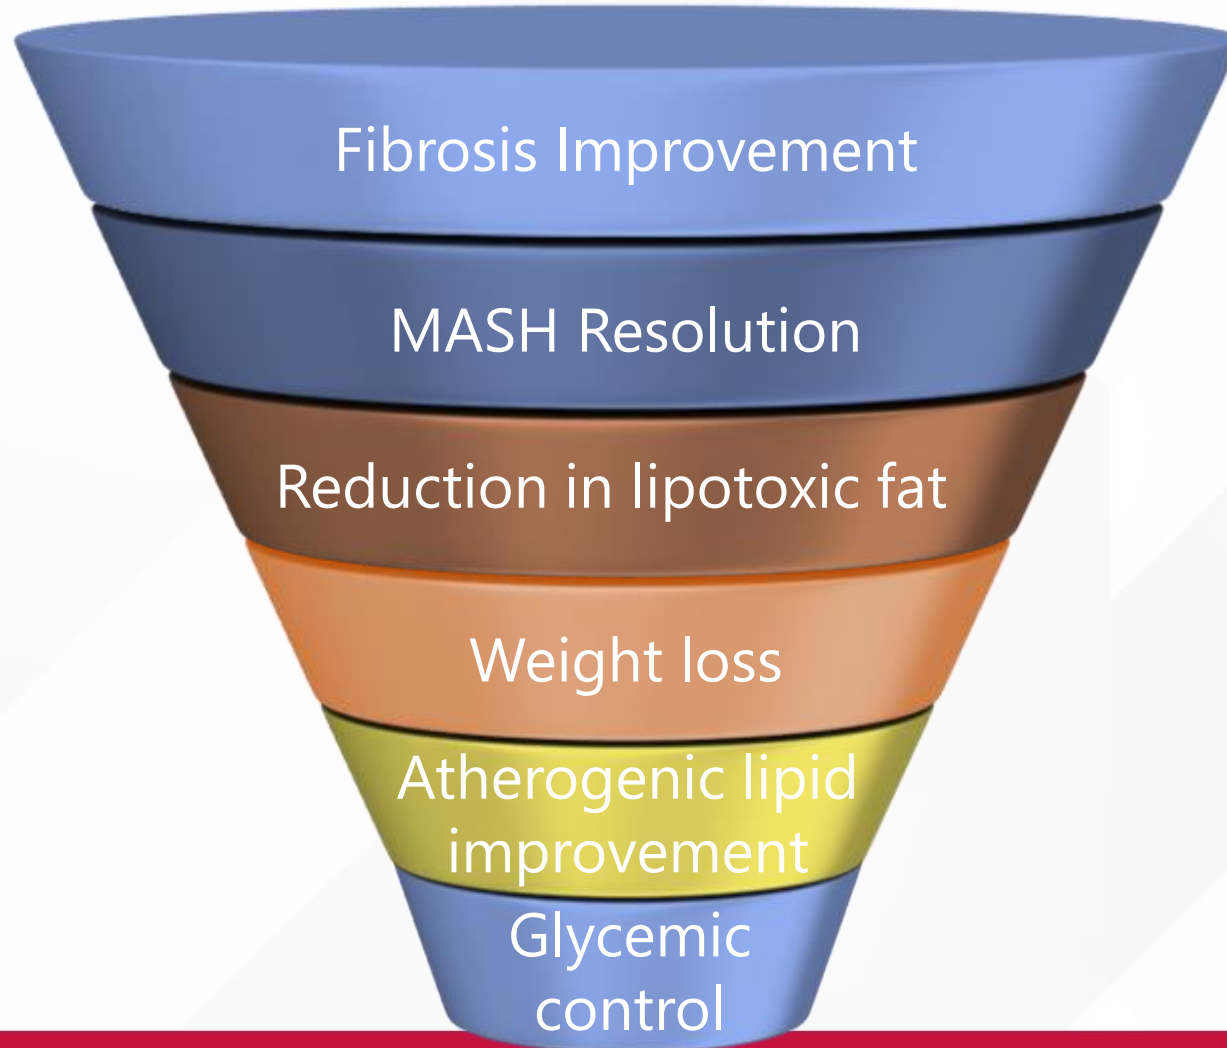 Fibrosis Improvement
MASH Resolution
Reduction in lipotoxic fat
Weight loss
Atherogenic lipid
improvement
Glycemic
control